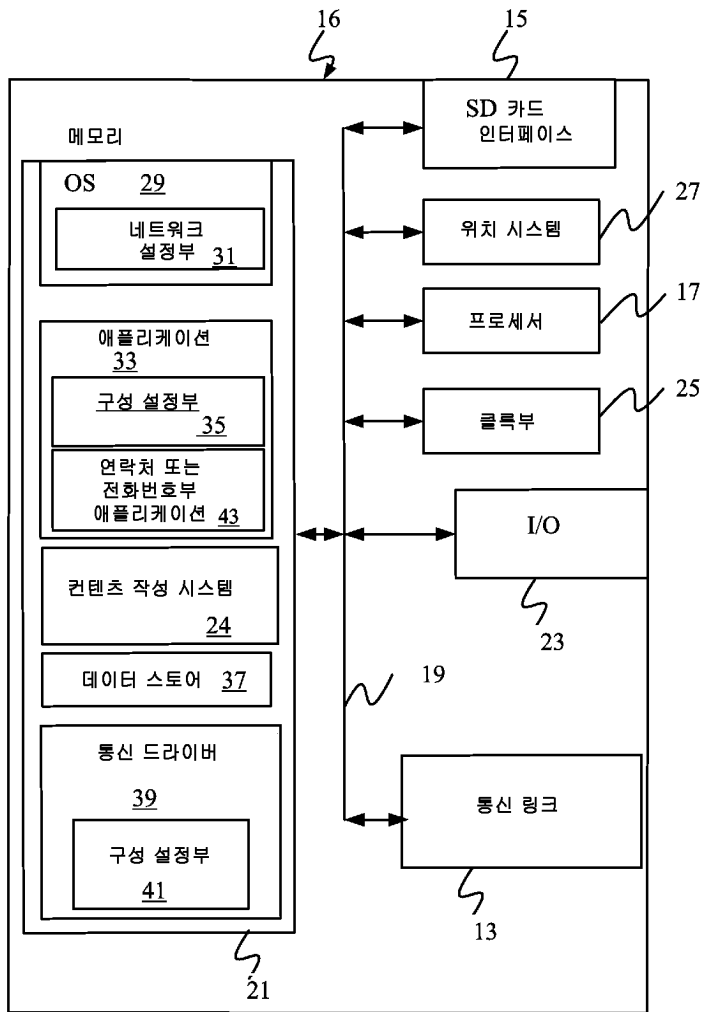 16
15
SD 카드
인터페이스
메모리
OS 29
네트워크
설정부 31
위치 시스템
27
프로세서
17
애플리케이션
33
구성 설정부
35
연락처 또는
전화번호부
애플리케이션 43
클록부
25
I/O
23
컨텐츠 작성 시스템
24
데이터 스토어 37
19
통신 드라이버
39
구성 설정부
41
통신 링크
13
21